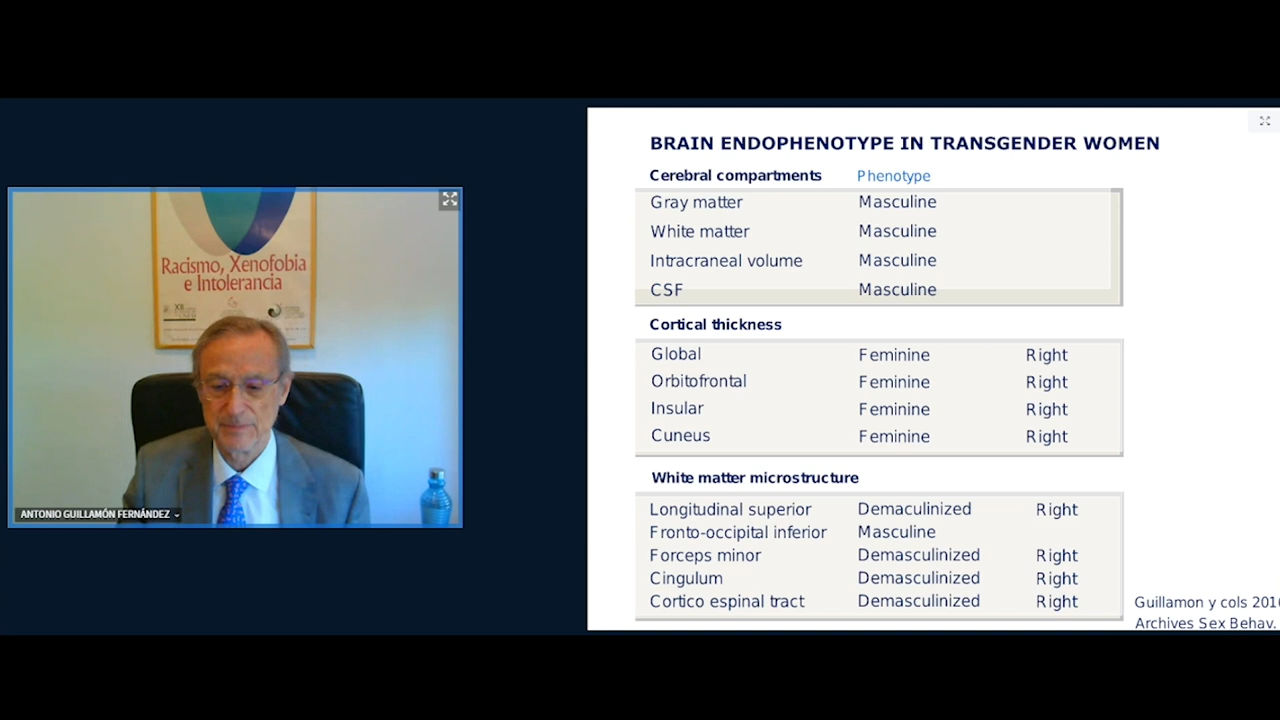 Racismo, Xenofobia
e Intolerancia
ANTONIO GUILLAMÓN FERNÁNDEZ
BRAIN ENDOPHENOTYPE IN TRANSGENDER WOMEN
Cerebral compartments Phenotype
Gray matter Masculine
White matter Masculine
Intracraneal volume Masculine
CSF Masculine
Cortical thickness
Global Feminine Right
Orbitofrontal Feminine Right
Insular Feminine Right
Cuneus Feminine Right
White matter microstructure
Longitudinal superior Demaculinized Right
Fronto-occipital inferior Masculine
Forceps minor Demasculinized Right
Cingulum Demasculinized Right
Cortico espinal tract Demasculinized Right
Guillamon y cols 201
Archives Sex Behav.